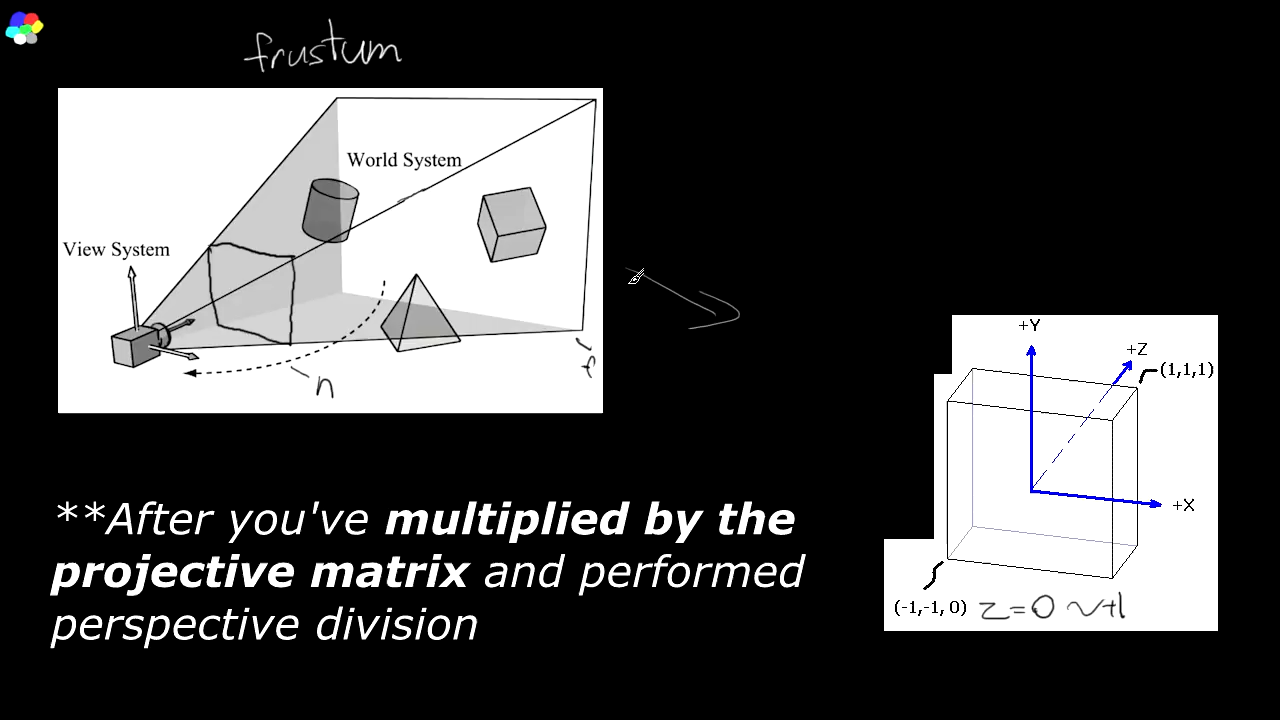 frustum
World System
View System
n
f
**After you've multiplied by the
projective matrix and performed
perspective division
+Y
+Z
(1,1,1)
+X
(-1,-1, 0)
z=0 ~+1